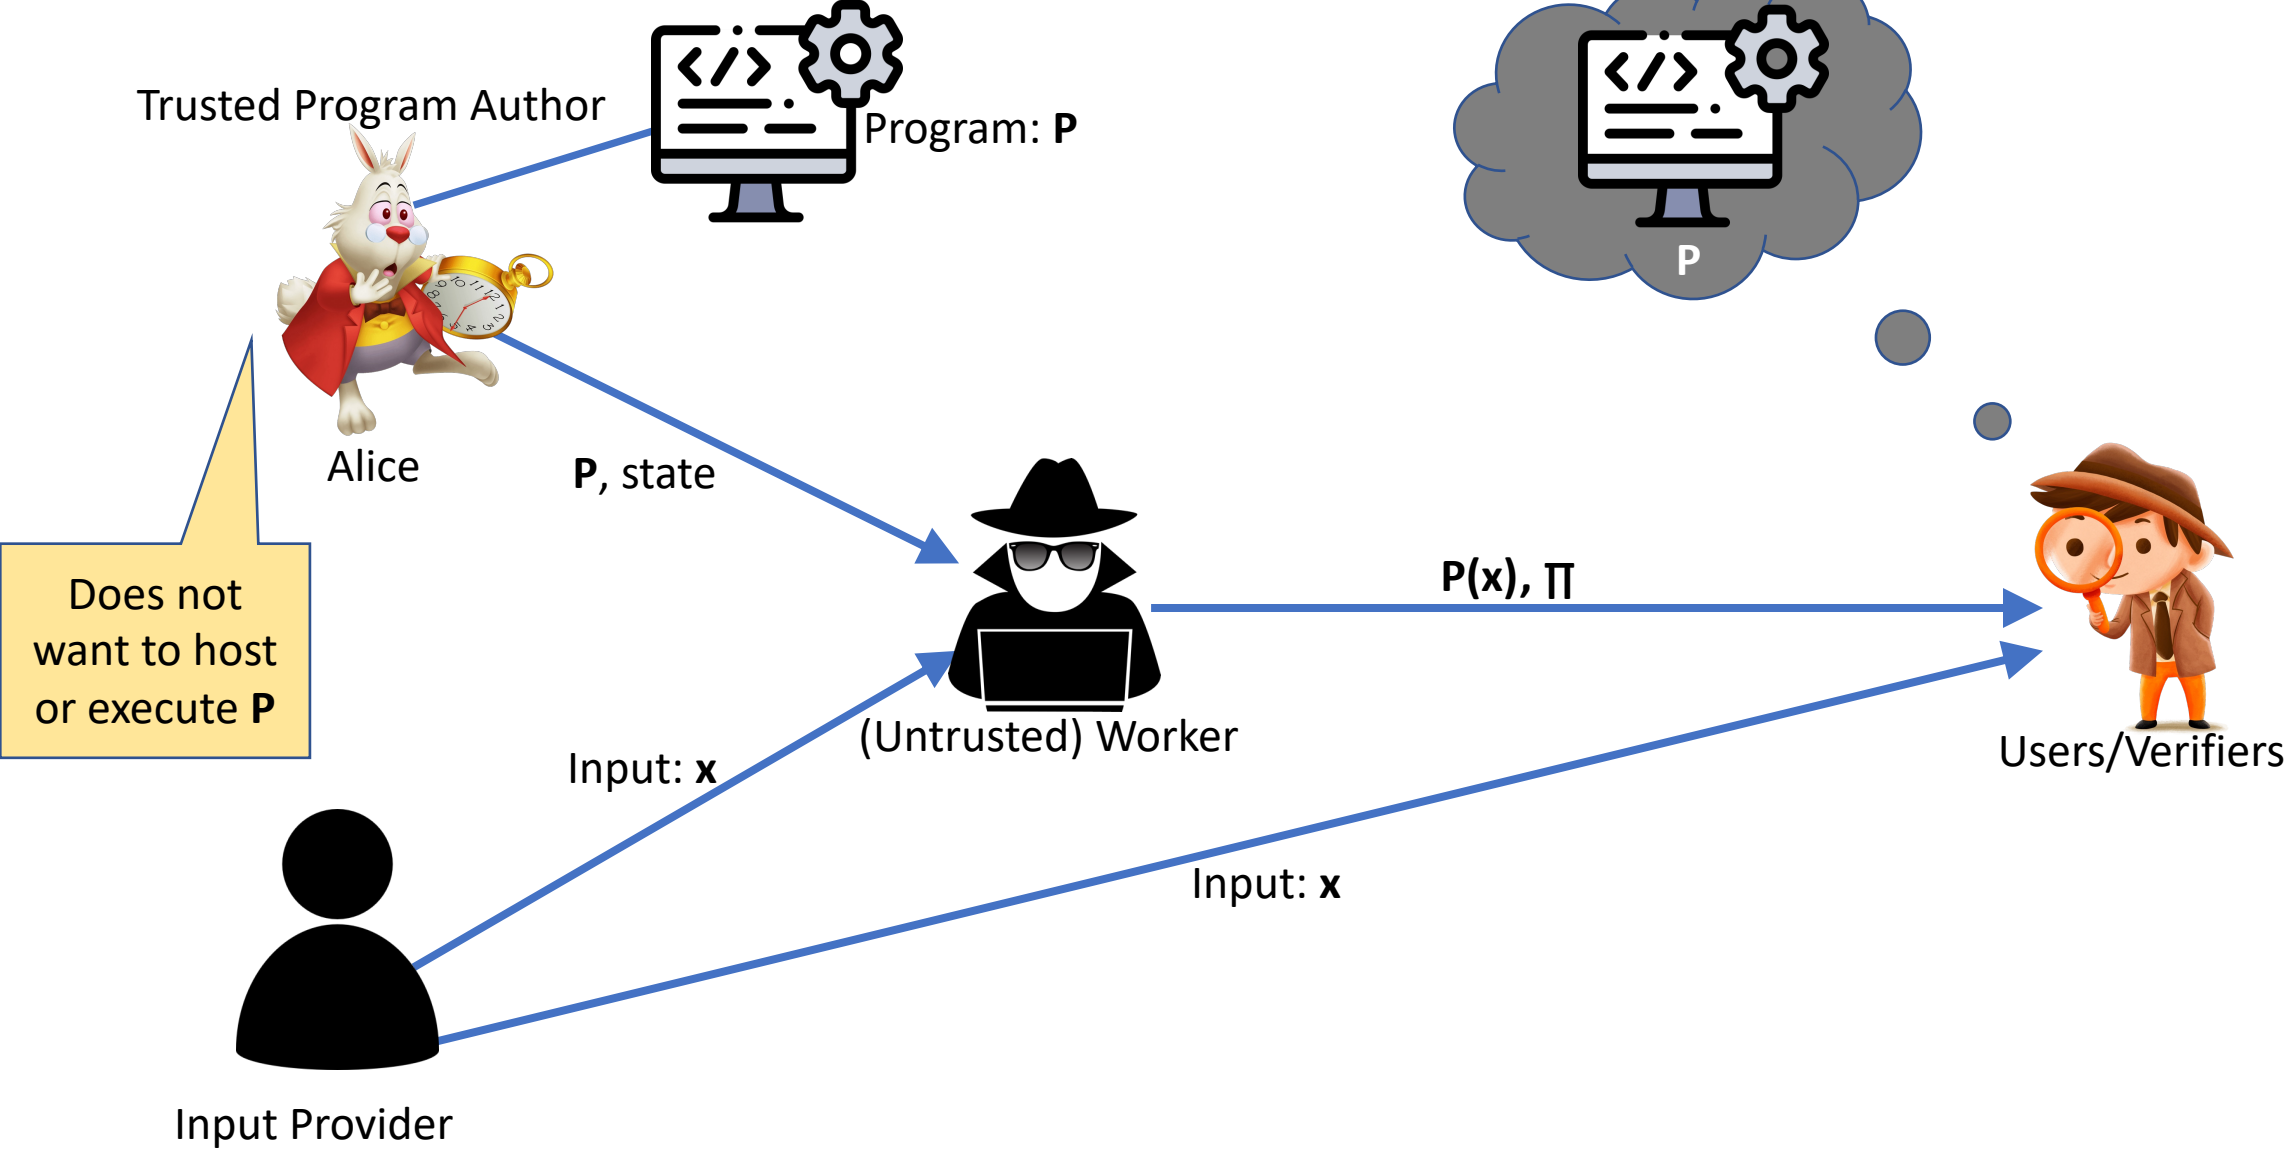 Trusted Program Author
</>
Program: P
</>
P
Alice
P, state
Does not
want to host
or execute P
P(x), ∏
(Untrusted) Worker
Users/Verifiers
Input: x
Input: x
Input Provider